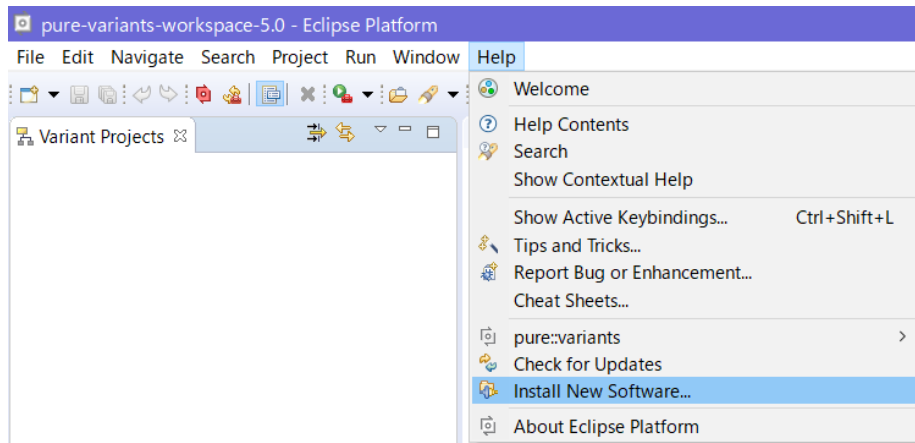 pure-variants-workspace-5.0 - Eclipse Platform
File Edit Navigate Search Project Run Window Help
Variant Projects
Welcome
Help Contents
Search
Show Contextual Help
Show Active Keybindings... Ctrl+Shift+L
Tips and Tricks...
Report Bug or Enhancement...
Cheat Sheets...
pure::variants
Check for Updates
Install New Software...
About Eclipse Platform